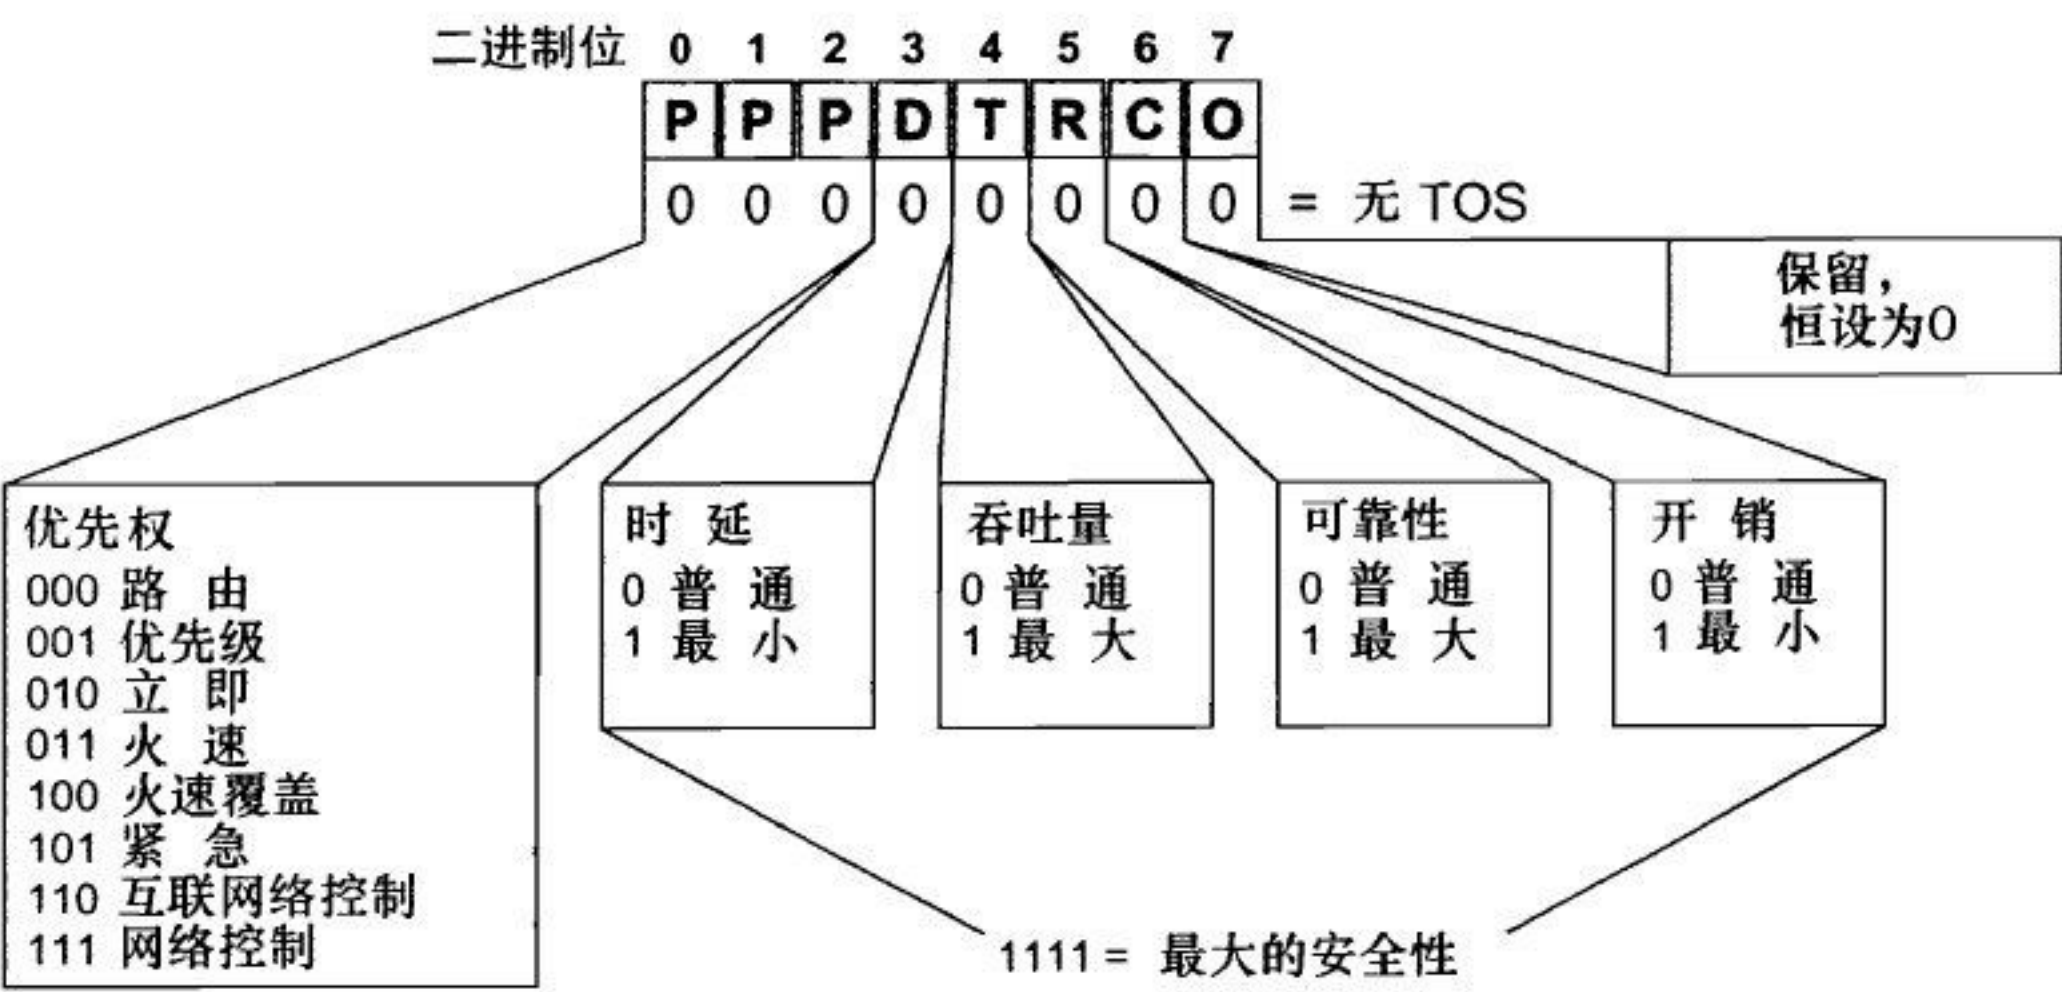 二进制位 0 1 2 3 4 5 6 7
P P P D T R C O
0 0 0 0 0 0 0 0 = 无 TOS
保留，
恒设为0
优先权
000 路 由
001 优先级
010 立 即
011 火 速
100 火速覆盖
101 紧 急
110 互联网络控制
111 网络控制
时 延
0 普 通
1 最 小
吞吐量
0 普 通
1 最 大
可靠性
0 普 通
1 最 大
开 销
0 普 通
1 最 小
1111 = 最大的安全性